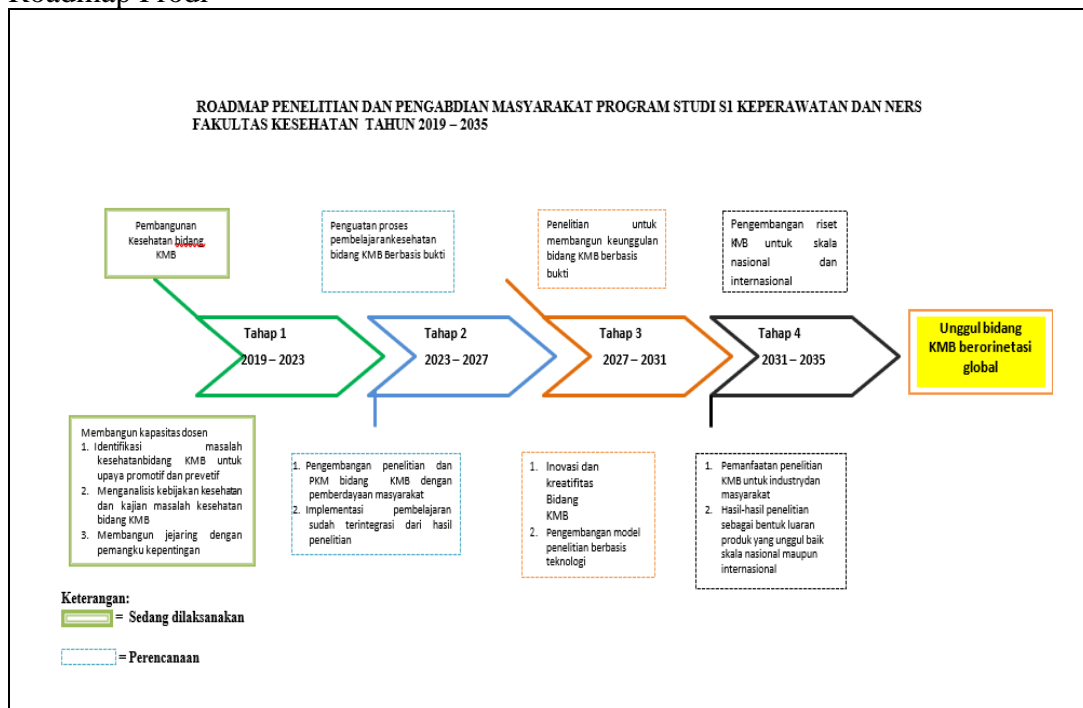 Roadmap Prodi
ROADMAP PENELITIAN DAN PENGABDIAN MASYARAKAT PROGRAM STUDI S1 KEPERAWATAN DAN NERS
FAKULTAS KESEHATAN TAHUN 2019 – 2035
Pembangunan
Kesehatan bidang
KMB
Penguatan proses
pembelajarankesehatan
bidang KMB Berbasis bukti
Penelitian untuk
membangun keunggulan
bidang KMB berbasis
bukti
Pengembangan riset
KMB untuk skala
nasional dan
internasional
Tahap 1
2019 – 2023
Tahap 2
2023 – 2027
Tahap 3
2027 – 2031
Tahap 4
2031 – 2035
Unggul bidang
KMB berorinetasi
global
Membangun kapasitas dosen
1. Identifikasi masalah
kesehatanbidang KMB untuk
upaya promotif dan prevetif
2. Menganalisis kebijakan kesehatan
dan kajian masalah kesehatan
bidang KMB
3. Membangun jejaring dengan
pemangku kepentingan
1. Pengembangan penelitian dan
PKM bidang KMB dengan
pemberdayaan masyarakat
2. Implementasi pembelajaran
sudah terintegrasi dari hasil
penelitian
1. Inovasi dan
kreatifitas
Bidang
KMB
2. Pengembangan model
penelitian berbasis
teknologi
1. Pemanfaatan penelitian
KMB untuk industrydan
masyarakat
2. Hasil-hasil penelitian
sebagai bentuk luaran
produk yang unggul baik
skala nasional maupun
internasional
Keterangan:
= Sedang dilaksanakan
= Perencanaan